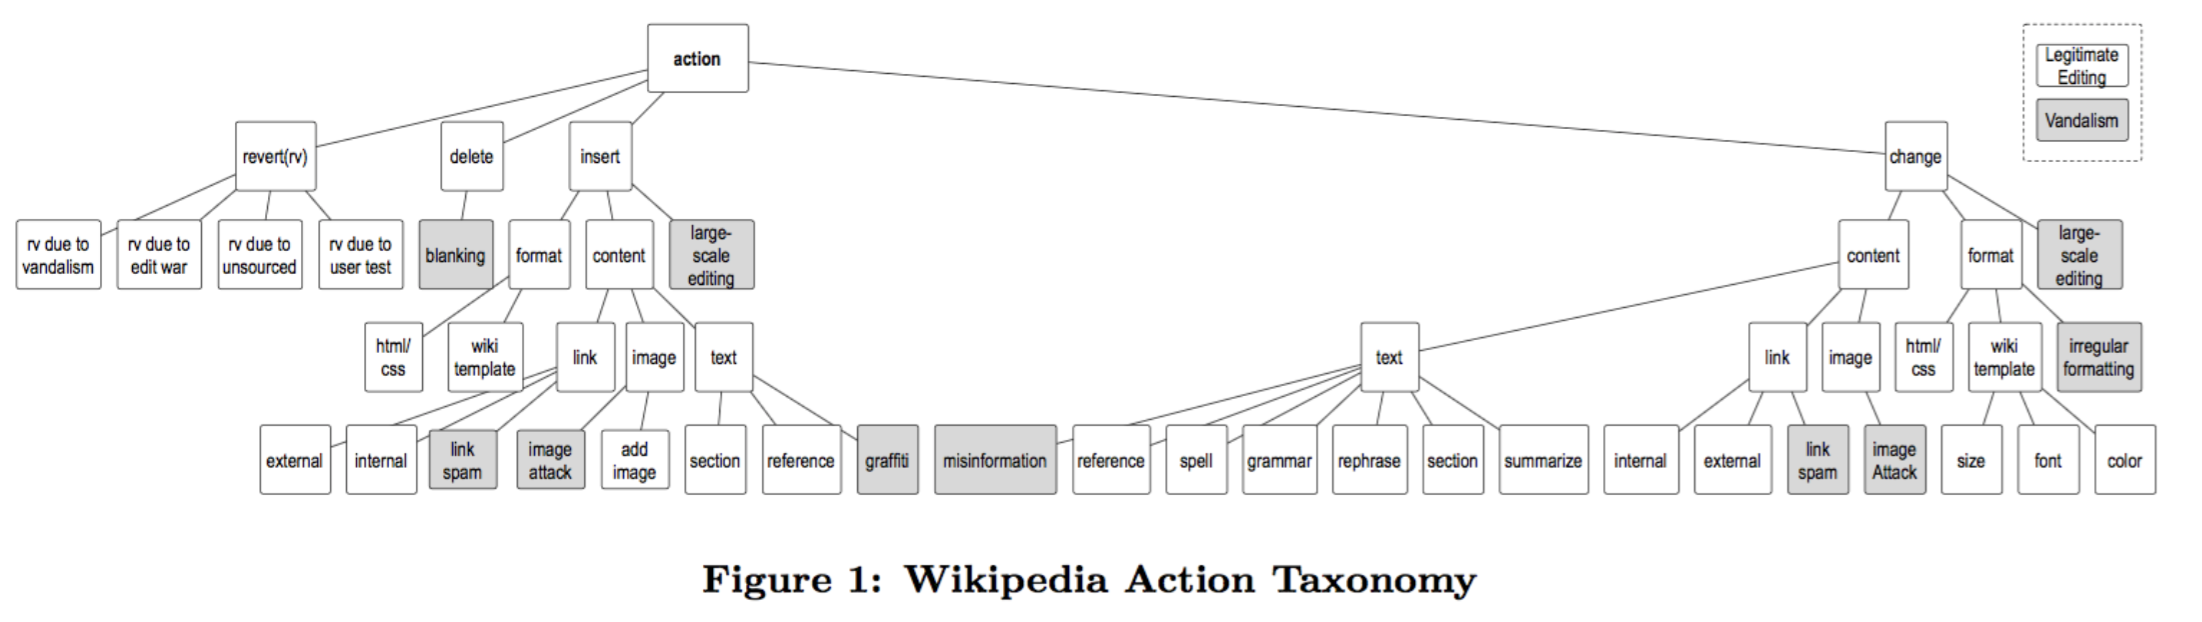 action
Legitimate
Editing
Vandalism
revert(rv)
delete
insert
change
rv due to
vandalism
rv due to
edit war
rv due to
unsourced
rv due to
user test
blanking
format
content
large-
scale
editing
content
format
large-
scale
editing
html/
css
wiki
template
link
image
text
text
link
image
html/
css
wiki
template
irregular
formatting
external
internal
link
spam
image
attack
add
image
section
reference
graffiti
misinformation
reference
spell
grammar
rephrase
section
summarize
internal
external
link
spam
image
Attack
size
font
color
Figure 1: Wikipedia Action Taxonomy